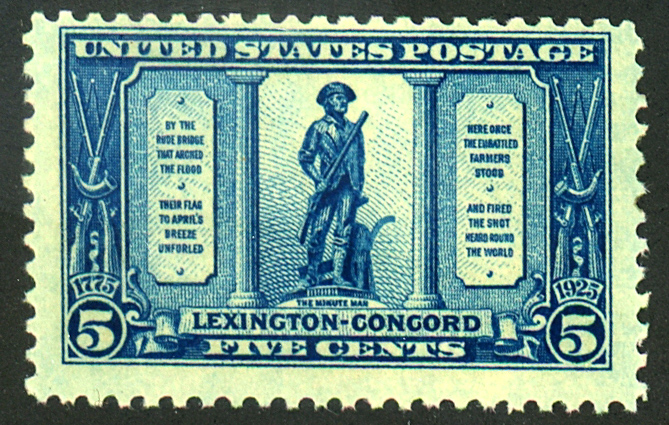 UNITED STATES POSTAGE
BY THE
RUDE BRIDGE
THAT ARCHED
THE FLOOD
THEIR FLAG
TO APRIL'S
BREEZE
UNFURLED
HERE ONCE
THE EMBATTLED
FARMERS
STOOD
AND FIRED
THE SHOT
HEARD ROUND
THE WORLD
1775
1925
THE MINUTE MAN
5
LEXINGTON-CONCORD
5
FIVE CENTS